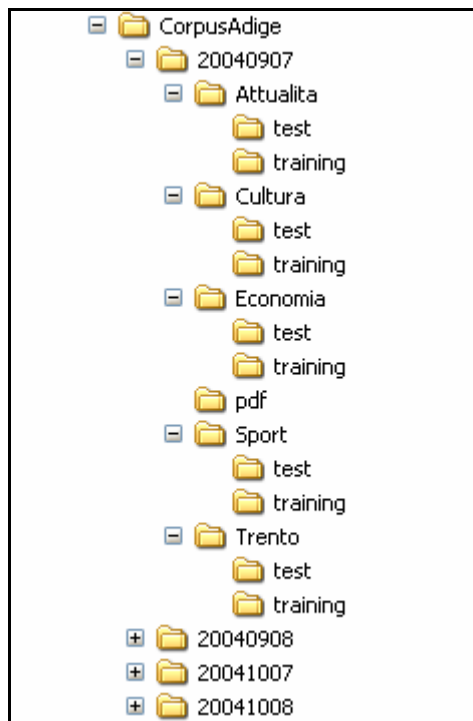 CorpusAdige
20040907
Attualita
test
training
Cultura
test
training
Economia
test
training
pdf
Sport
test
training
Trento
test
training
20040908
20041007
20041008